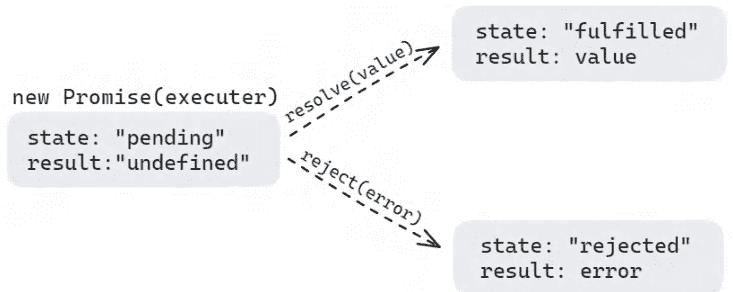 state: "fulfilled"
result: value
resolve(value)
new Promise(executer)
state: "pending"
result:"undefined"
reject(error)
state: "rejected"
result: error